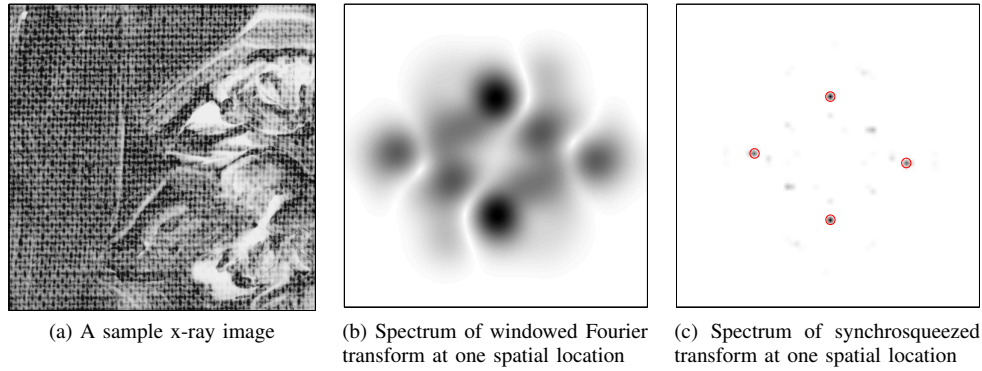 (a) A sample x-ray image
(b) Spectrum of windowed Fourier
transform at one spatial location
(c) Spectrum of synchrosqueezed
transform at one spatial location